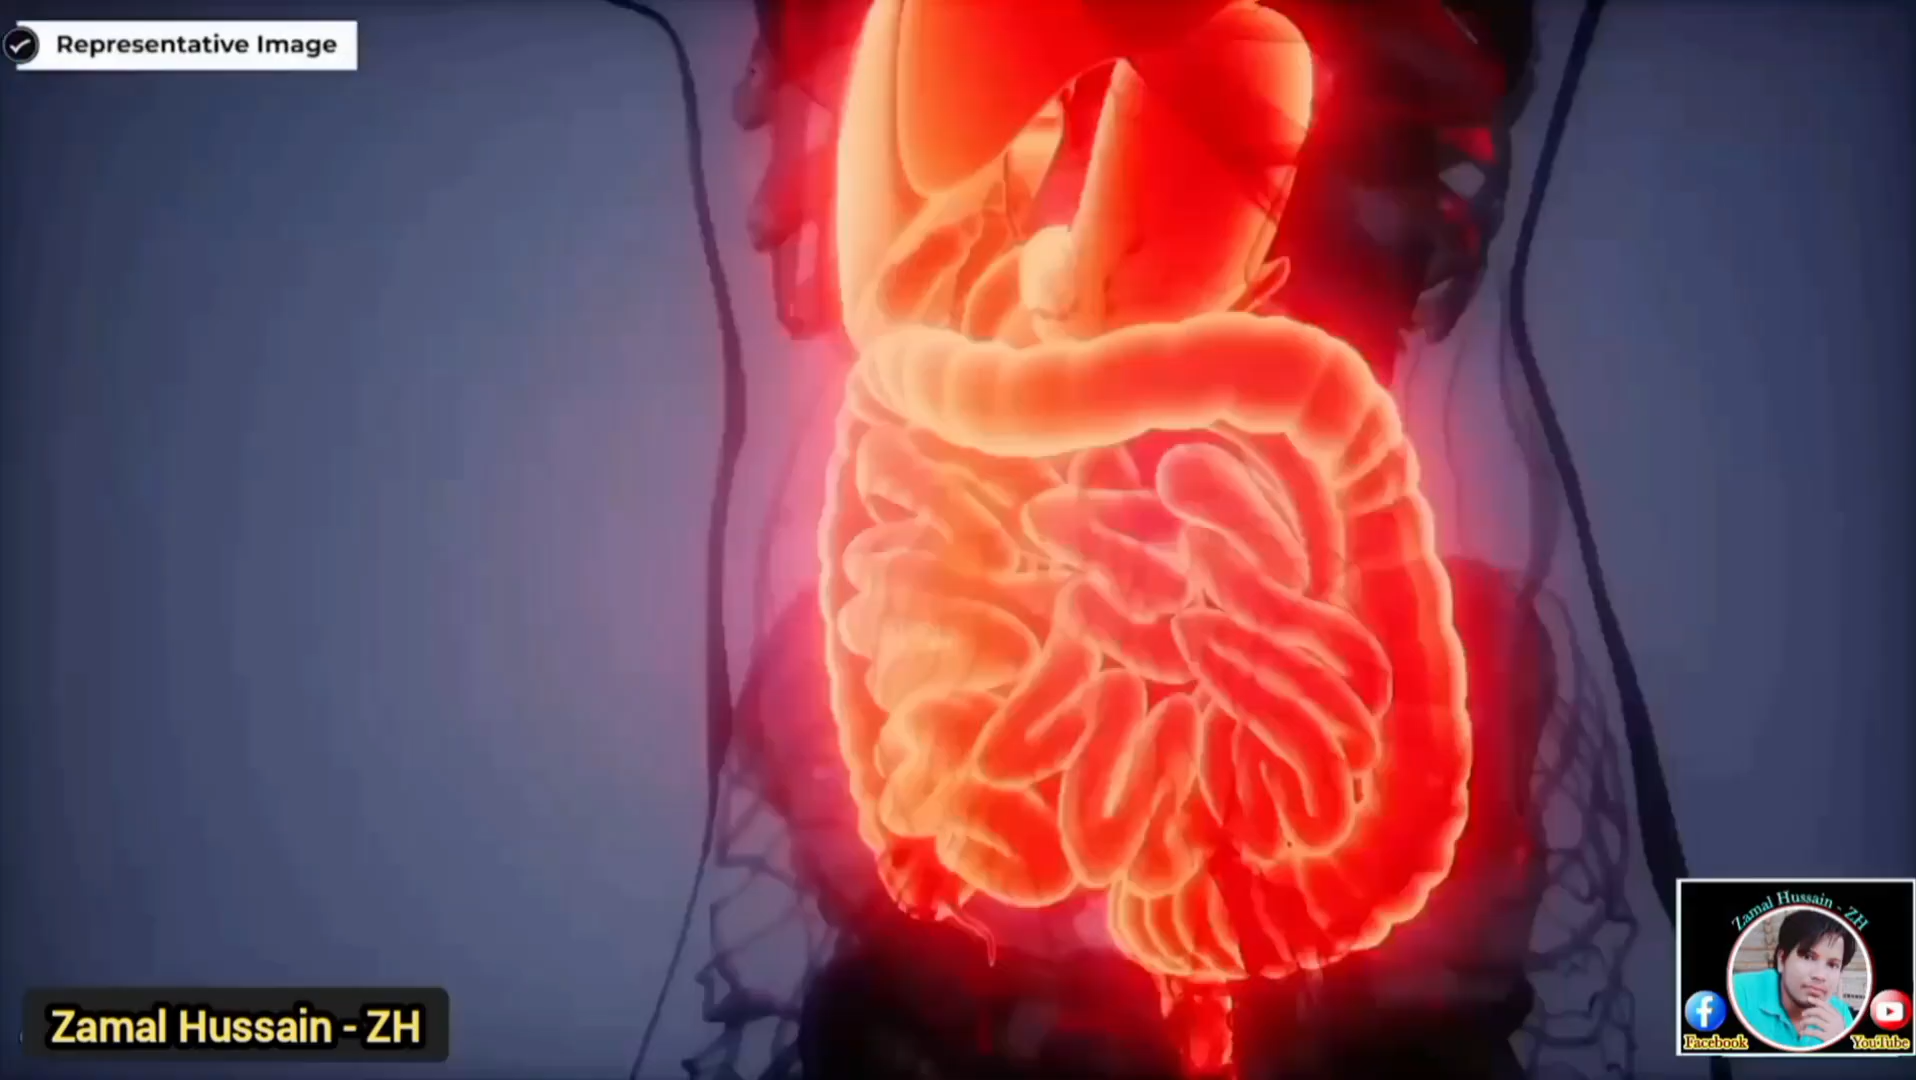 Representative Image
Zamal Hussain - ZH
Zamal Hussain - ZH
Facebook
YouTube